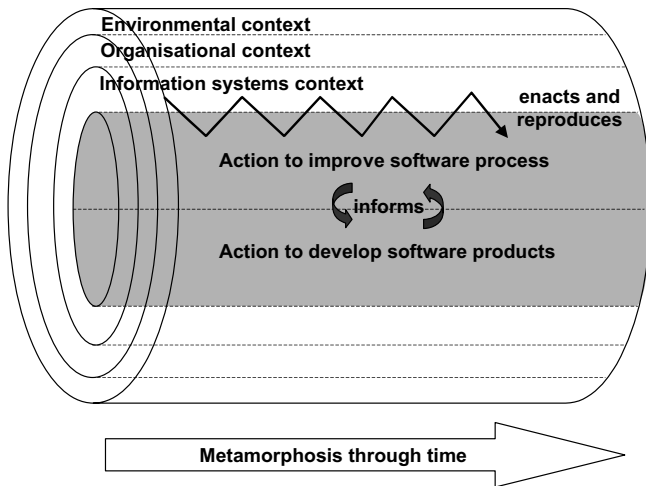 Environmental context
Organisational context
Information systems context
enacts and
reproduces
Action to improve software process
informs
Action to develop software products
Metamorphosis through time